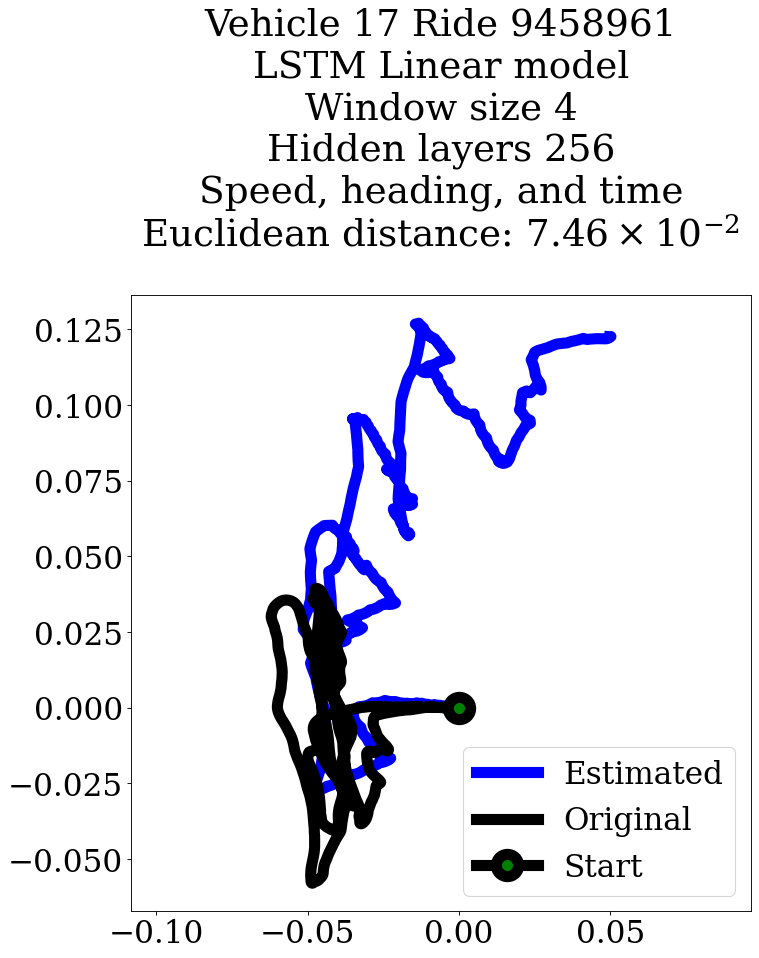 Vehicle 17 Ride 9458961
LSTM Linear model
Window size 4
Hidden layers 256
Speed, heading, and time
Euclidean distance: 7.46 × 10⁻²
0.125
0.100
0.075
0.050
0.025
0.000
−0.025
−0.050
Estimated
Original
Start
−0.10
−0.05
0.00
0.05